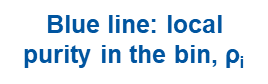 Blue line: local
purity in the bin, ρi